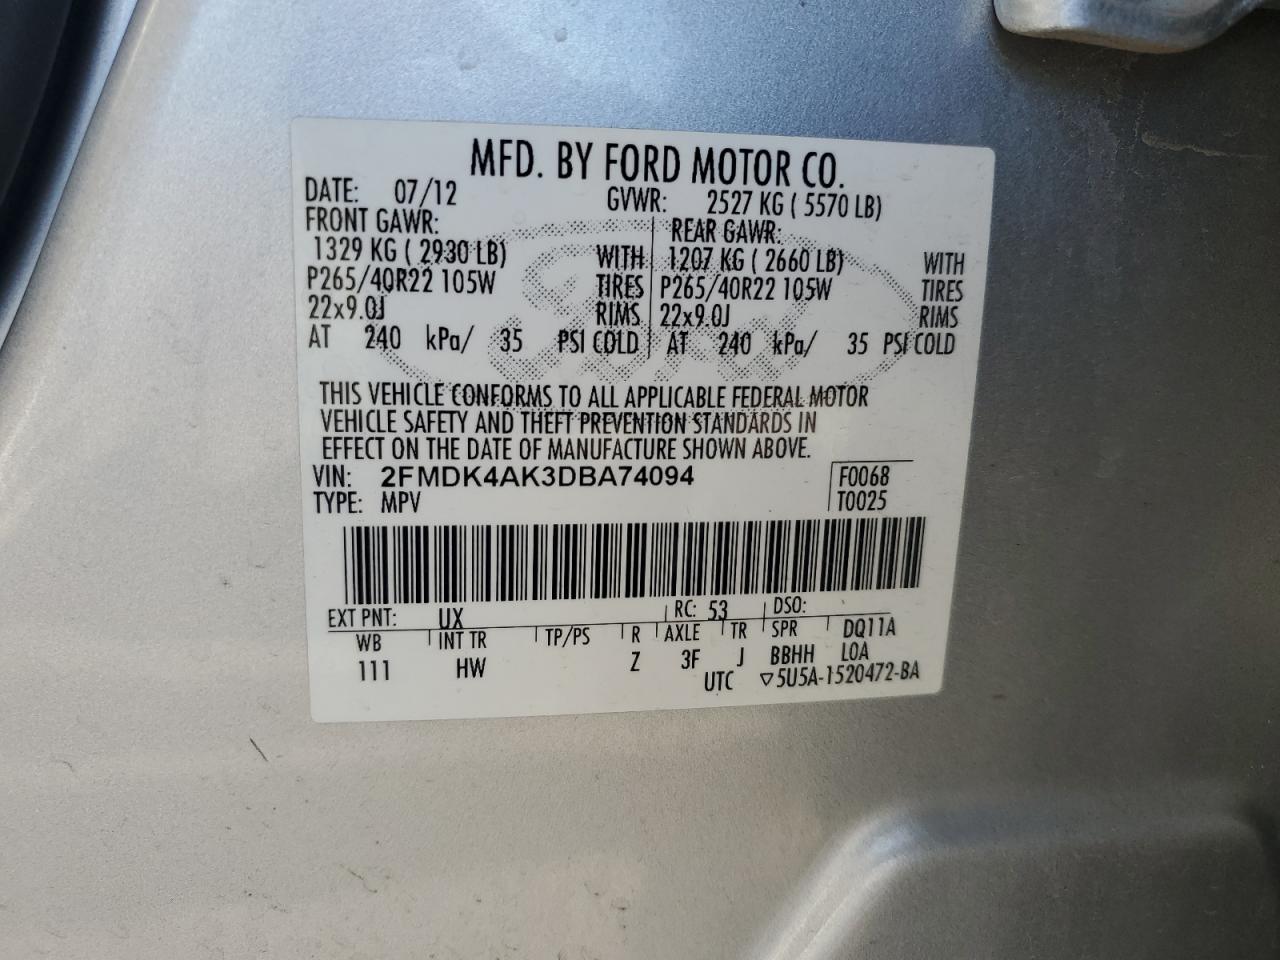 MFD. BY FORD MOTOR CO.
DATE: 07/12 GVWR: 2527 KG ( 5570 LB)
FRONT GAWR: REAR GAWR:
1329 KG ( 2930 LB) WITH 1207 KG ( 2660 LB) WITH
P265/40R22 105W TIRES P265/40R22 105W TIRES
22x9.0J RIMS 22x9.0J RIMS
AT 240 kPa/ 35 PSI COLD AT 240 kPa/ 35 PSI COLD
THIS VEHICLE CONFORMS TO ALL APPLICABLE FEDERAL MOTOR
VEHICLE SAFETY AND THEFT PREVENTION STANDARDS IN
EFFECT ON THE DATE OF MANUFACTURE SHOWN ABOVE.
VIN: 2FMDK4AK3DBA74094 F0068
TYPE: MPV T0025
EXT PNT: UX RC: 53 DSO:
WB INT TR TP/PS R AXLE TR SPR DQ11A
111 HW Z 3F J BBHH LOA
UTC ▽5U5A-1520472-BA